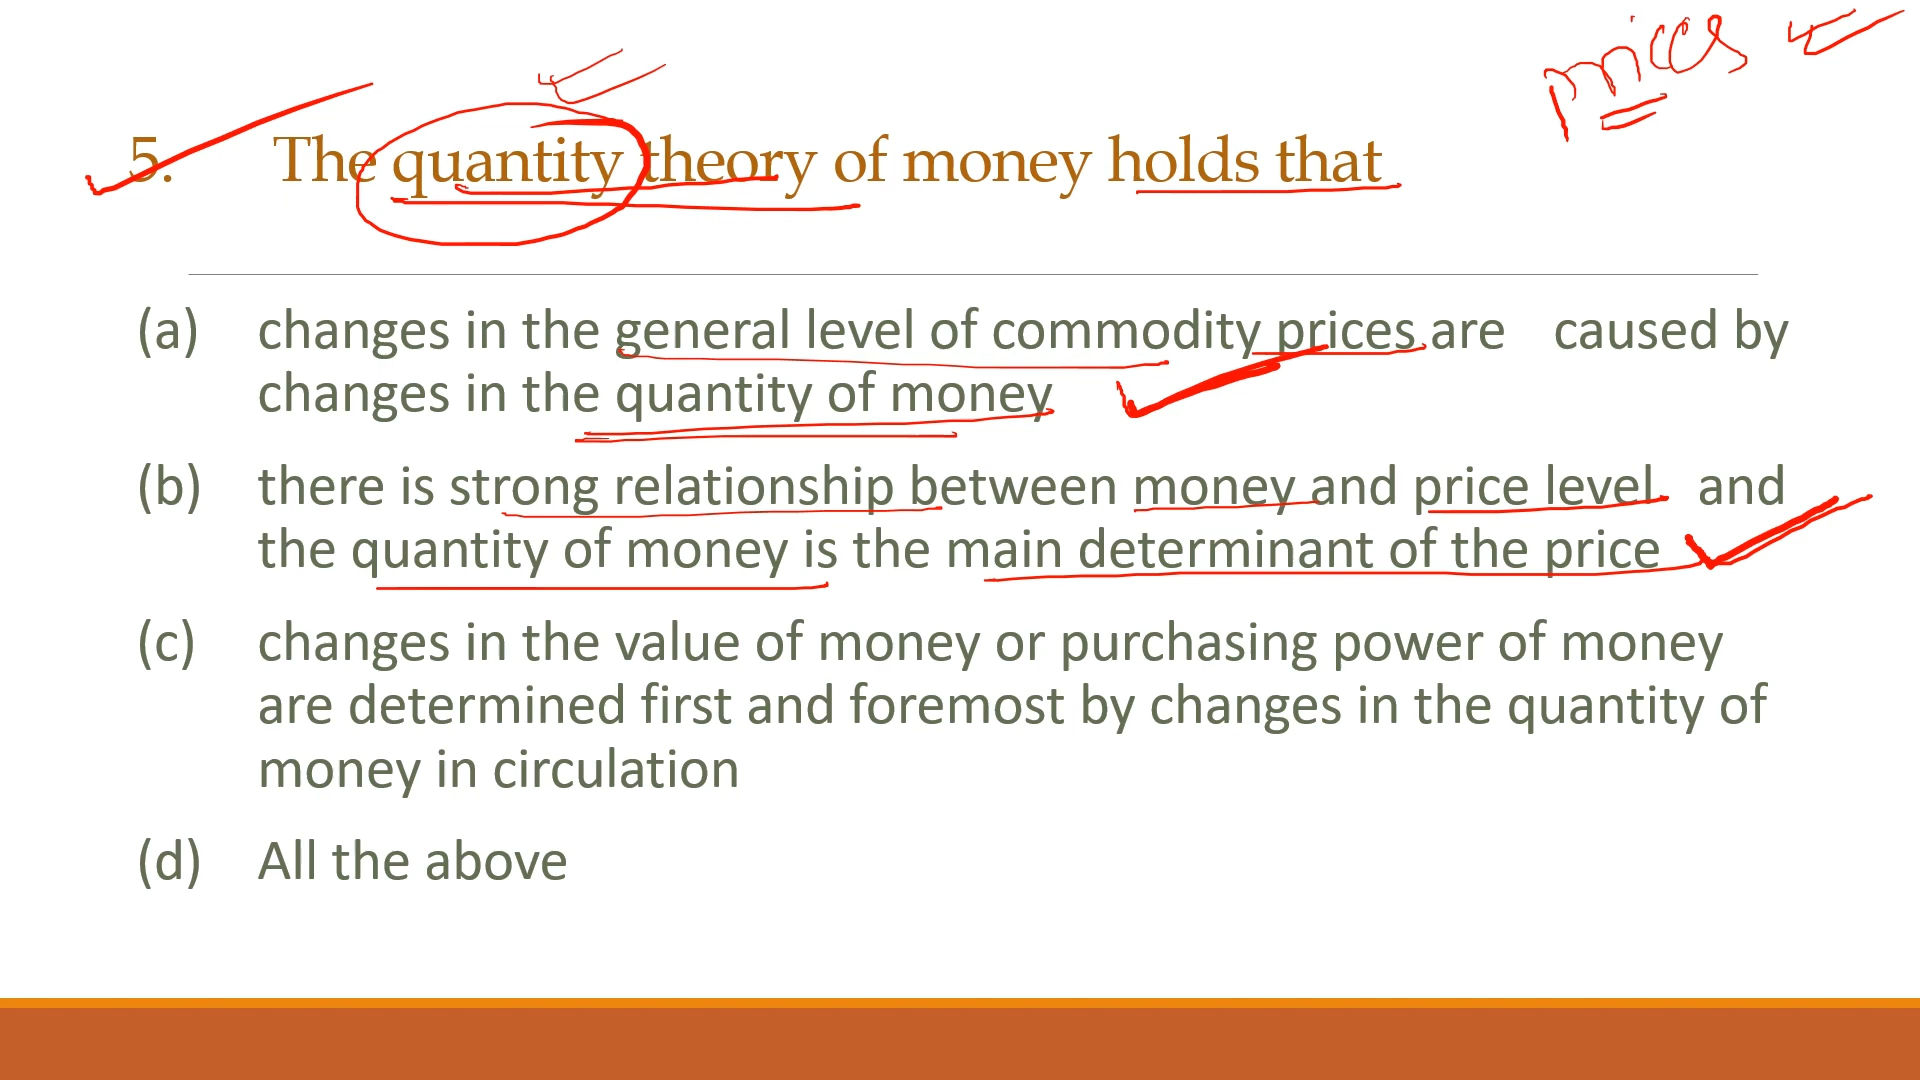 prices
5. The quantity theory of money holds that
(a) changes in the general level of commodity prices are caused by
changes in the quantity of money
(b) there is strong relationship between money and price level and
the quantity of money is the main determinant of the price
(c) changes in the value of money or purchasing power of money
are determined first and foremost by changes in the quantity of
money in circulation
(d) All the above